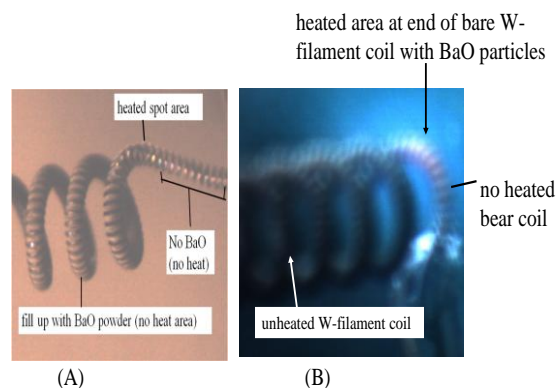 heated area at end of bare W-
filament coil with BaO particles
heated spot area
No BaO
(no heat)
fill up with BaO powder (no heat area)
(A)
B)
no heated
bear coil
unheated W-filament coil
(B)